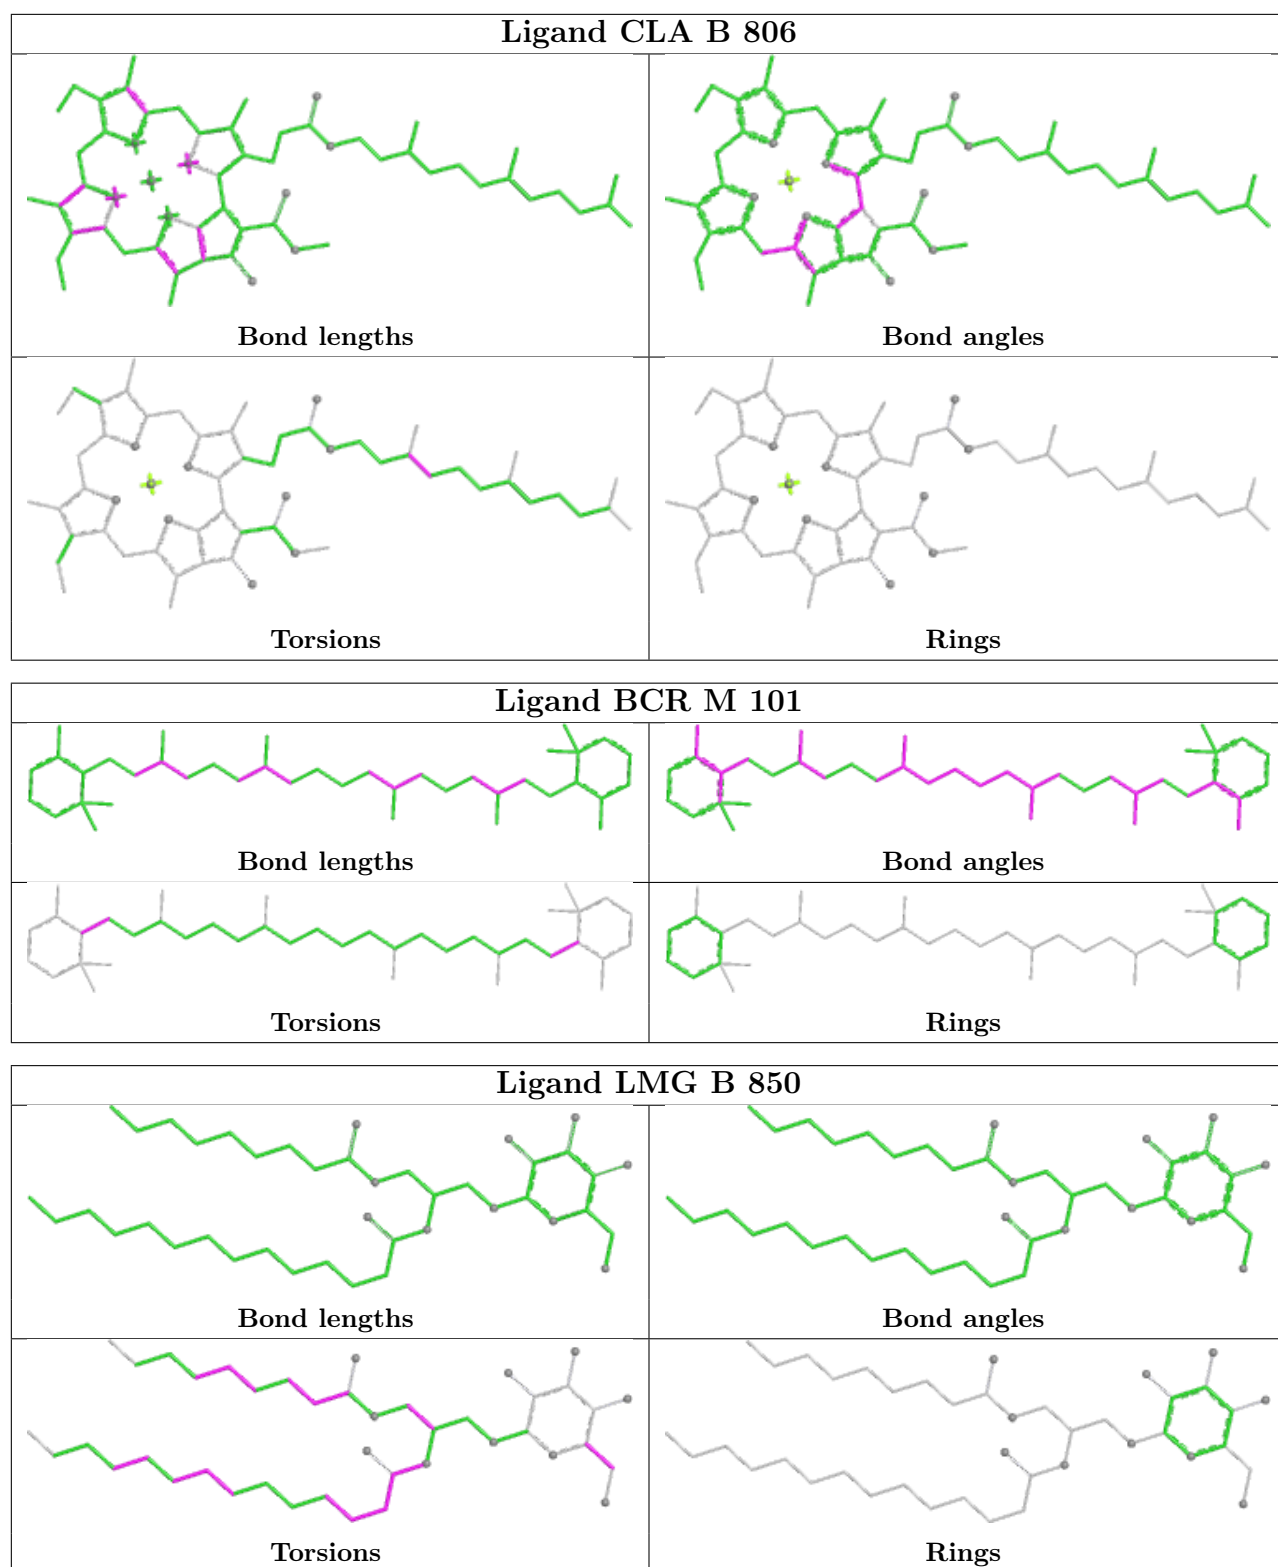 Ligand CLA B 806
Bond lengths
Bond angles
Torsions
Rings
Ligand BCR M 101
Bond lengths
Bond angles
Torsions
Rings
Ligand LMG B 850
Bond lengths
Bond angles
Torsions
Rings